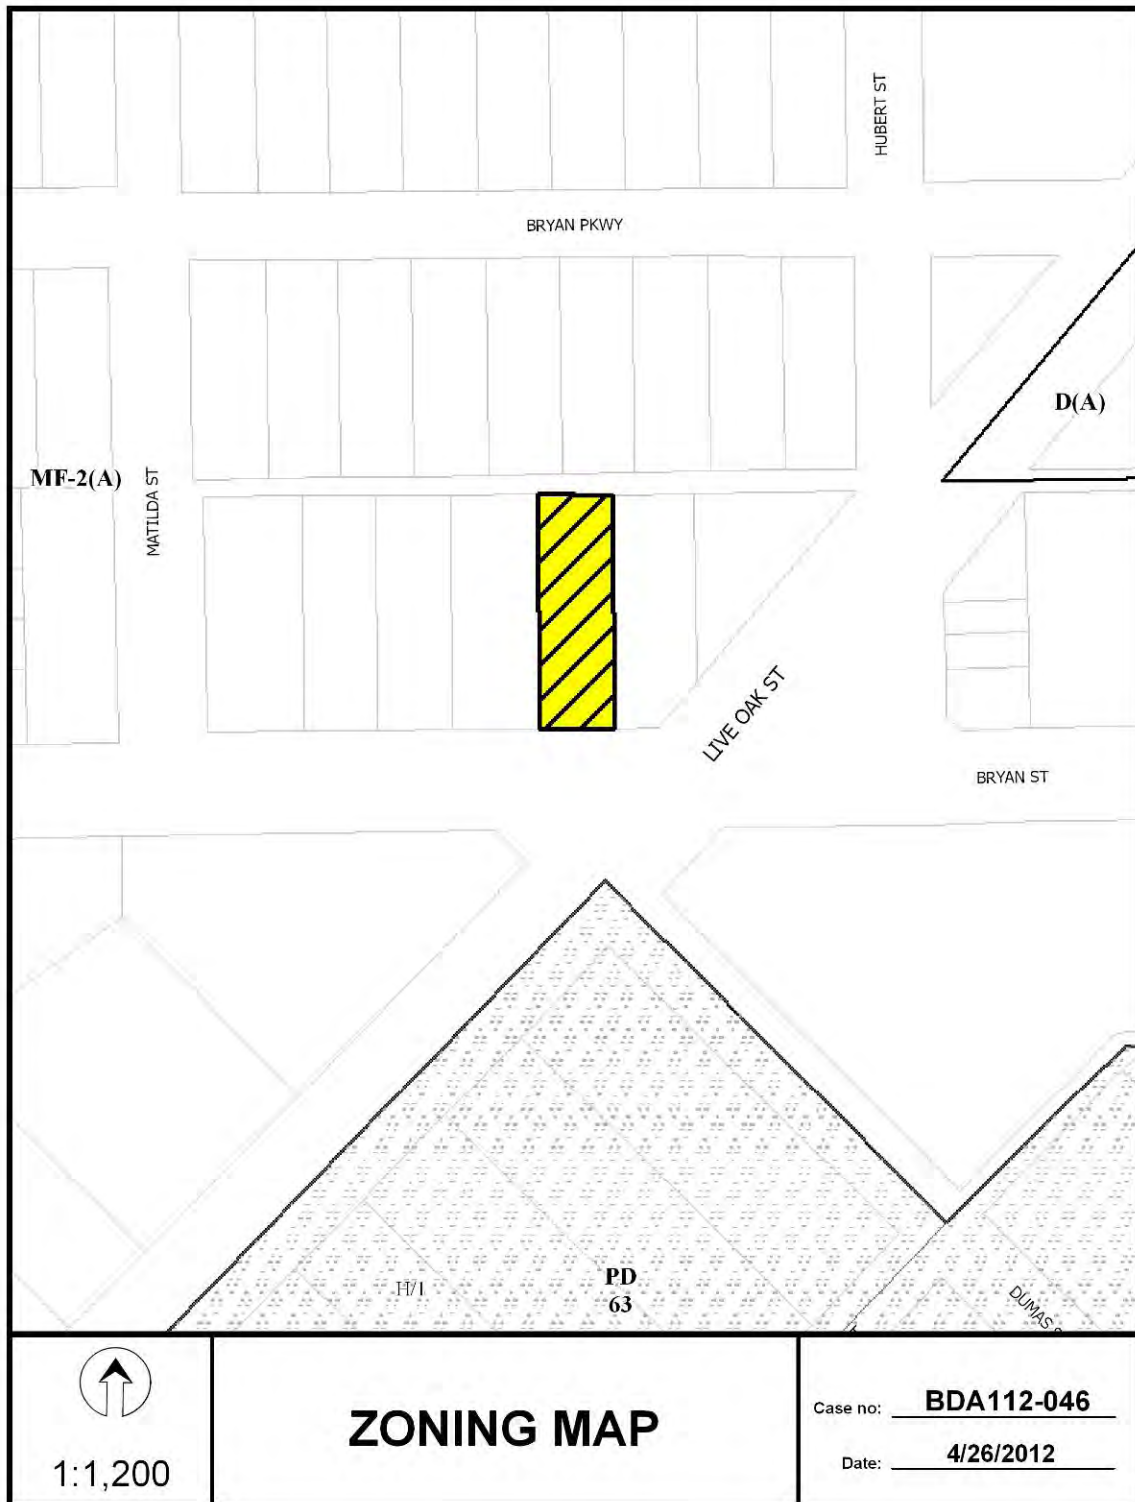 HUBERT ST
BRYAN PKWY
D(A)
MF-2(A)
MATILDA ST
LIVE OAK ST
BRYAN ST
H/1
PD
63
DUMAS
1:1,200
ZONING MAP
Case no: BDA112-046
Date: 4/26/2012